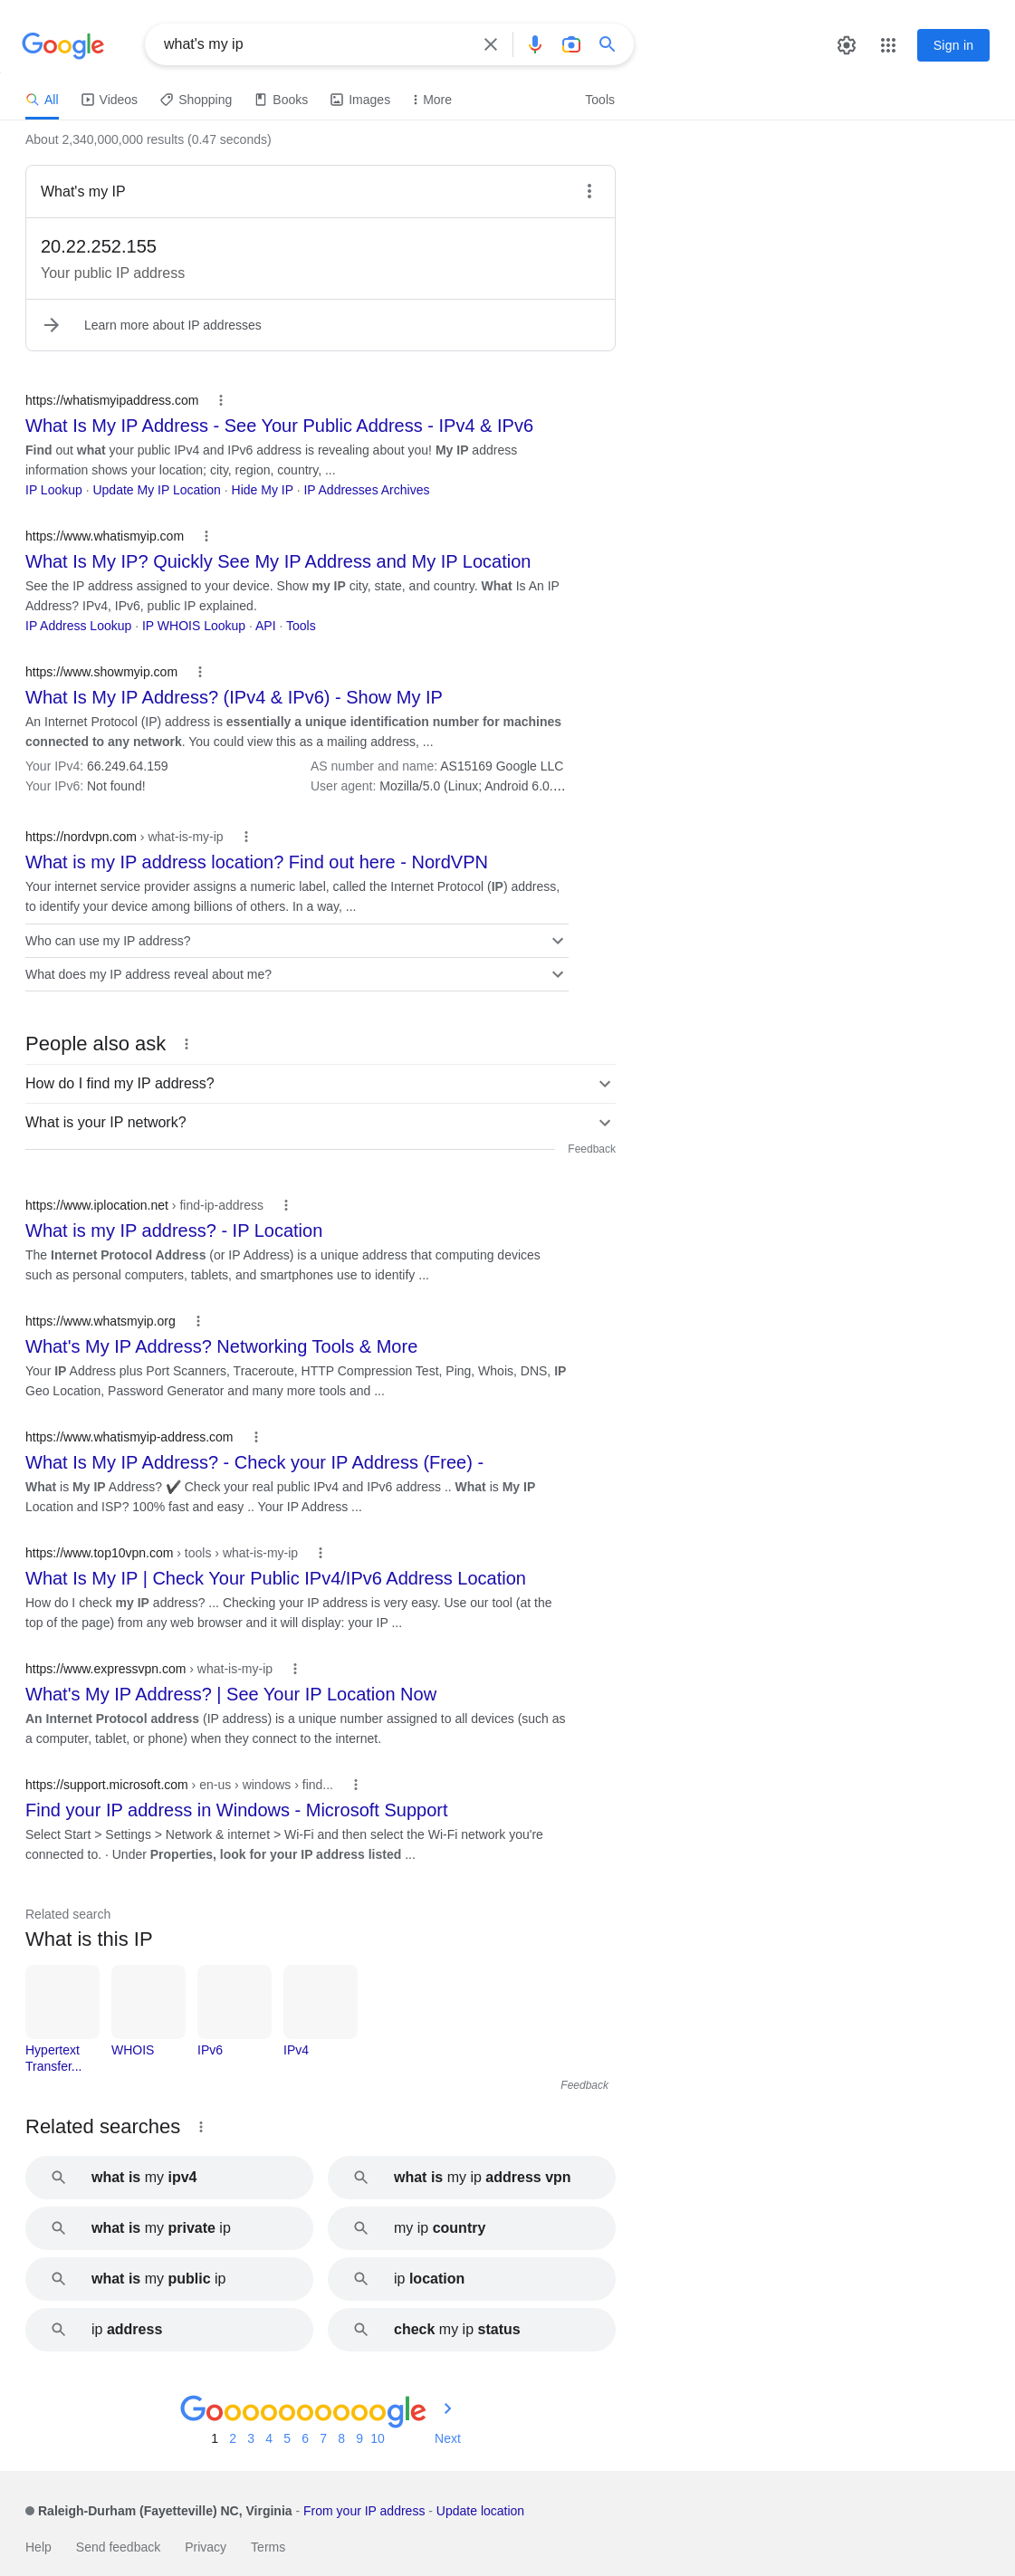 Google
what's my ip
Sign in
All Videos Shopping Books Images More Tools
About 2,340,000,000 results (0.47 seconds)
What's my IP
20.22.252.155
Your public IP address
Learn more about IP addresses
https://whatismyipaddress.com
What Is My IP Address - See Your Public Address - IPv4 & IPv6
Find out what your public IPv4 and IPv6 address is revealing about you! My IP address
information shows your location; city, region, country, ...
IP Lookup · Update My IP Location · Hide My IP · IP Addresses Archives
https://www.whatismyip.com
What Is My IP? Quickly See My IP Address and My IP Location
See the IP address assigned to your device. Show my IP city, state, and country. What Is An IP
Address? IPv4, IPv6, public IP explained.
IP Address Lookup · IP WHOIS Lookup · API · Tools
https://www.showmyip.com
What Is My IP Address? (IPv4 & IPv6) - Show My IP
An Internet Protocol (IP) address is essentially a unique identification number for machines
connected to any network. You could view this as a mailing address, ...
Your IPv4: 66.249.64.159 AS number and name: AS15169 Google LLC
Your IPv6: Not found! User agent: Mozilla/5.0 (Linux; Android 6.0....
https://nordvpn.com › what-is-my-ip
What is my IP address location? Find out here - NordVPN
Your internet service provider assigns a numeric label, called the Internet Protocol (IP) address,
to identify your device among billions of others. In a way, ...
Who can use my IP address?
What does my IP address reveal about me?
People also ask
How do I find my IP address?
What is your IP network?
Feedback
https://www.iplocation.net › find-ip-address
What is my IP address? - IP Location
The Internet Protocol Address (or IP Address) is a unique address that computing devices
such as personal computers, tablets, and smartphones use to identify ...
https://www.whatsmyip.org
What's My IP Address? Networking Tools & More
Your IP Address plus Port Scanners, Traceroute, HTTP Compression Test, Ping, Whois, DNS, IP
Geo Location, Password Generator and many more tools and ...
https://www.whatismyip-address.com
What Is My IP Address? - Check your IP Address (Free) -
What is My IP Address? ✔️ Check your real public IPv4 and IPv6 address .. What is My IP
Location and ISP? 100% fast and easy .. Your IP Address ...
https://www.top10vpn.com › tools › what-is-my-ip
What Is My IP | Check Your Public IPv4/IPv6 Address Location
How do I check my IP address? ... Checking your IP address is very easy. Use our tool (at the
top of the page) from any web browser and it will display: your IP ...
https://www.expressvpn.com › what-is-my-ip
What's My IP Address? | See Your IP Location Now
An Internet Protocol address (IP address) is a unique number assigned to all devices (such as
a computer, tablet, or phone) when they connect to the internet.
https://support.microsoft.com › en-us › windows › find...
Find your IP address in Windows - Microsoft Support
Select Start > Settings > Network & internet > Wi-Fi and then select the Wi-Fi network you're
connected to. · Under Properties, look for your IP address listed ...
Related search
What is this IP
Hypertext WHOIS IPv6 IPv4
Transfer...
Feedback
Related searches
what is my ipv4 what is my ip address vpn
what is my private ip my ip country
what is my public ip ip location
ip address check my ip status
Goooooooooogle
1 2 3 4 5 6 7 8 9 10 Next
Raleigh-Durham (Fayetteville) NC, Virginia - From your IP address - Update location
Help Send feedback Privacy Terms